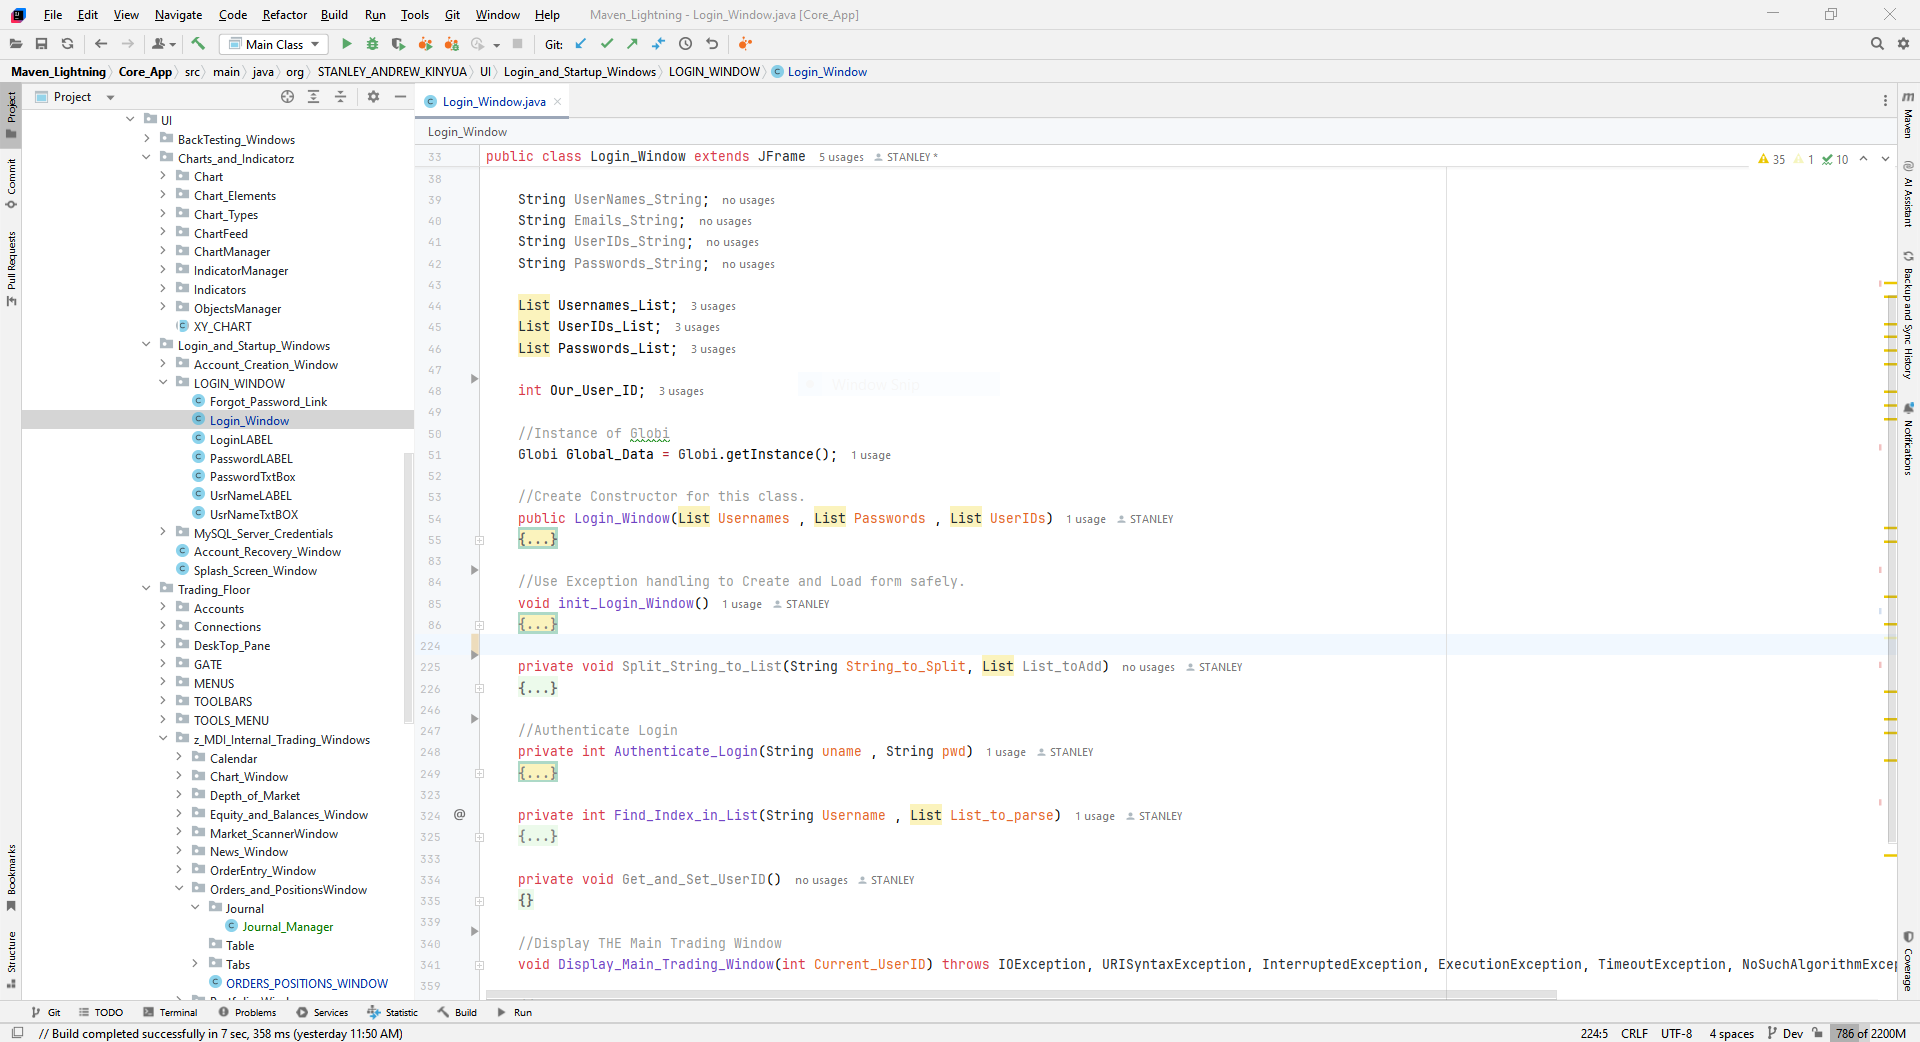 File Edit View Navigate Code Refactor Build Run Tools Git Window Help Maven_Lightning - Login_Window.java [Core_App]
Main Class Git:
Maven_Lightning Core_App src main java org STANLEY_ANDREW_KINYUA UI Login_and_Startup_Windows LOGIN_WINDOW Login_Window
Project
Commit
Pull Requests
Bookmarks
Structure
Project
UI
BackTesting_Windows
Charts_and_Indicatorz
Chart
Chart_Elements
Chart_Types
ChartFeed
ChartManager
IndicatorManager
Indicators
ObjectsManager
XY_CHART
Login_and_Startup_Windows
Account_Creation_Window
LOGIN_WINDOW
Forgot_Password_Link
Login_Window
LoginLABEL
PasswordLABEL
PasswordTxtBox
UsrNameLABEL
UsrNameTxtBOX
MySQL_Server_Credentials
Account_Recovery_Window
Splash_Screen_Window
Trading_Floor
Accounts
Connections
DeskTop_Pane
GATE
MENUS
TOOLBARS
TOOLS_MENU
z_MDI_Internal_Trading_Windows
Calendar
Chart_Window
Depth_of_Market
Equity_and_Balances_Window
Market_ScannerWindow
News_Window
OrderEntry_Window
Orders_and_PositionsWindow
Journal
Journal_Manager
Table
Tabs
ORDERS_POSITIONS_WINDOW
Login_Window.java
Login_Window
33 public class Login_Window extends JFrame 5 usages STANLEY *
35 1 10
38
39 String UserNames_String; no usages
40 String Emails_String; no usages
41 String UserIDs_String; no usages
42 String Passwords_String; no usages
43
44 List Usernames_List; 3 usages
45 List UserIDs_List; 3 usages
46 List Passwords_List; 3 usages
47
Window Snip
48 int Our_User_ID; 3 usages
49
50 //Instance of Globi
51 Globi Global_Data = Globi.getInstance(); 1 usage
52
53 //Create Constructor for this class.
54 public Login_Window(List Usernames , List Passwords , List UserIDs) 1 usage STANLEY
55 {...}
83
84 //Use Exception handling to Create and Load form safely.
85 void init_Login_Window() 1 usage STANLEY
86 {...}
224
225 private void Split_String_to_List(String String_to_Split, List List_toAdd) no usages STANLEY
226 {...}
246
247 //Authenticate Login
248 private int Authenticate_Login(String uname , String pwd) 1 usage STANLEY
249 {...}
323
324 @ private int Find_Index_in_List(String Username , List List_to_parse) 1 usage STANLEY
325 {...}
333
334 private void Get_and_Set_UserID() no usages STANLEY
335 {}
339
340 //Display THE Main Trading Window
341 void Display_Main_Trading_Window(int Current_UserID) throws IOException, URISyntaxException, InterruptedException, ExecutionException, TimeoutException, NoSuchAlgorithmExcep
359
m Maven
AI Assistant
Backup and Sync History
Notifications
Coverage
Git TODO Terminal Problems Services Statistic Build Run
// Build completed successfully in 7 sec, 358 ms (yesterday 11:50 AM) 224:5 CRLF UTF-8 4 spaces Dev 786 of 2200M